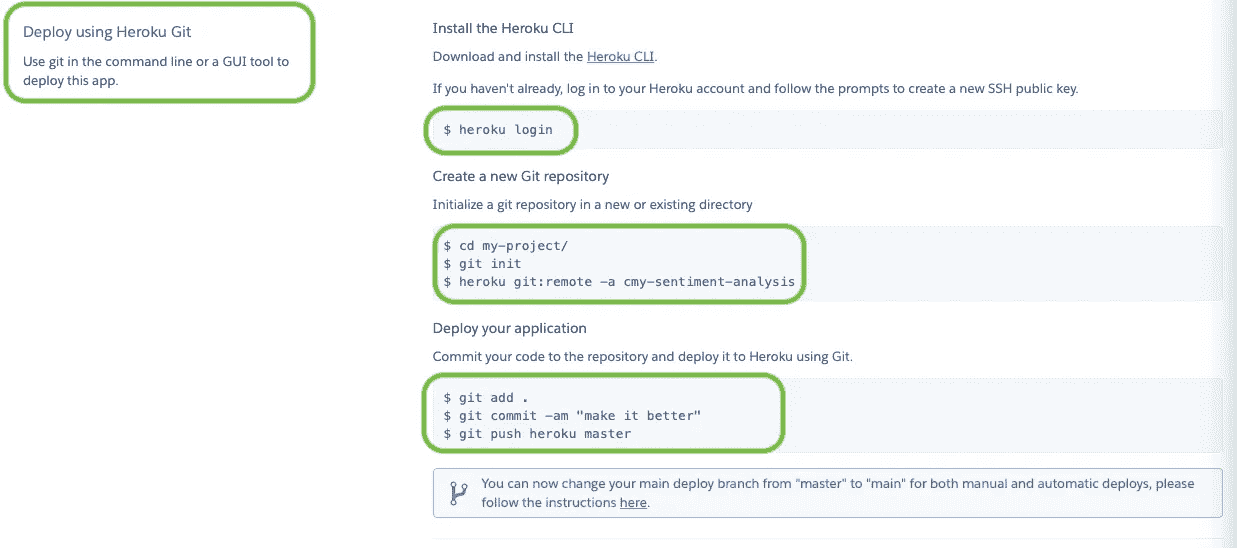 Deploy using Heroku Git
Use git in the command line or a GUI tool to
deploy this app.
Install the Heroku CLI
Download and install the Heroku CLI.
If you haven't already, log in to your Heroku account and follow the prompts to create a new SSH public key.
$ heroku login
Create a new Git repository
Initialize a git repository in a new or existing directory
$ cd my-project/
$ git init
$ heroku git:remote -a cmy-sentiment-analysis
Deploy your application
Commit your code to the repository and deploy it to Heroku using Git.
$ git add .
$ git commit -am "make it better"
$ git push heroku master
You can now change your main deploy branch from "master" to "main" for both manual and automatic deploys, please
follow the instructions here.